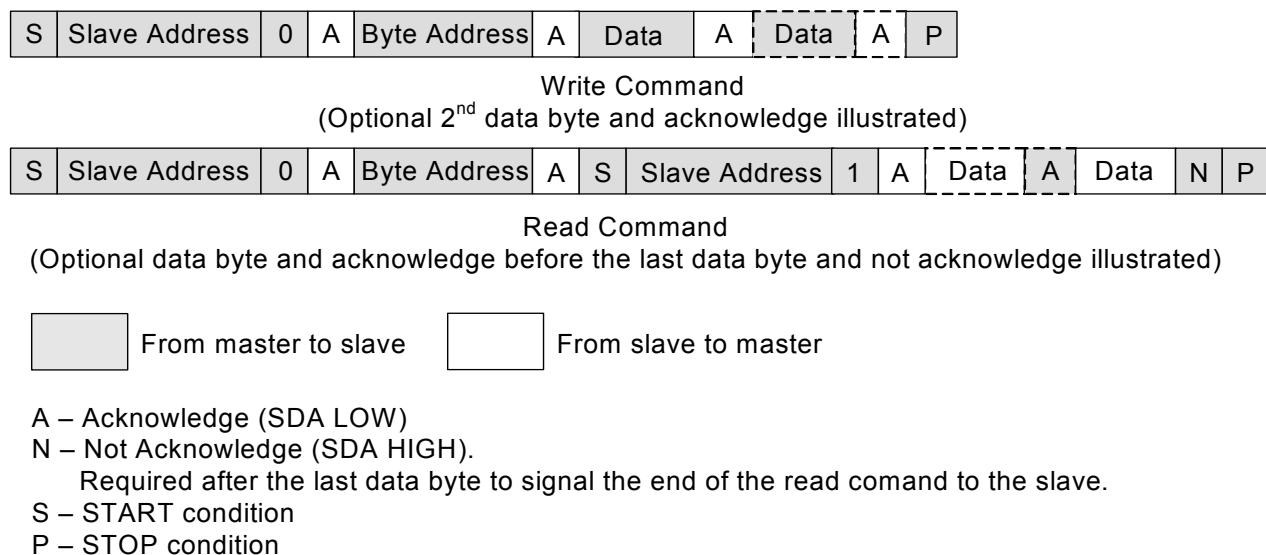 S Slave Address 0 A Byte Address A Data A Data A P
Write Command
(Optional 2nd data byte and acknowledge illustrated)
S Slave Address 0 A Byte Address A S Slave Address 1 A Data A Data N P
Read Command
(Optional data byte and acknowledge before the last data byte and not acknowledge illustrated)
From master to slave From slave to master
A – Acknowledge (SDA LOW)
N – Not Acknowledge (SDA HIGH).
Required after the last data byte to signal the end of the read comand to the slave.
S – START condition
P – STOP condition